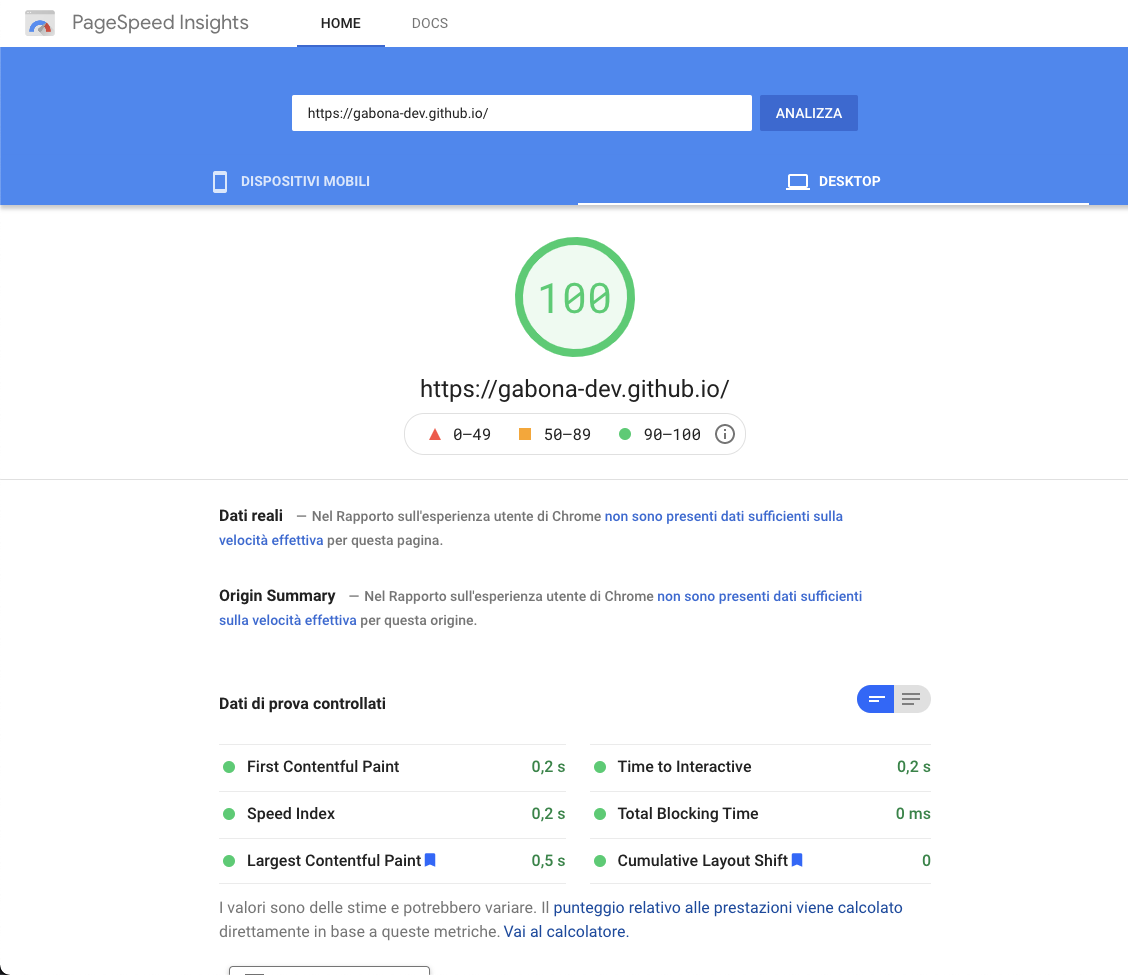 PageSpeed Insights HOME DOCS
https://gabona-dev.github.io/ ANALIZZA
DISPOSITIVI MOBILI DESKTOP
100
https://gabona-dev.github.io/
0–49 50–89 90–100
Dati reali — Nel Rapporto sull'esperienza utente di Chrome non sono presenti dati sufficienti sulla
velocità effettiva per questa pagina.
Origin Summary — Nel Rapporto sull'esperienza utente di Chrome non sono presenti dati sufficienti
sulla velocità effettiva per questa origine.
Dati di prova controllati
First Contentful Paint 0,2 s Time to Interactive 0,2 s
Speed Index 0,2 s Total Blocking Time 0 ms
Largest Contentful Paint 0,5 s Cumulative Layout Shift 0
I valori sono delle stime e potrebbero variare. Il punteggio relativo alle prestazioni viene calcolato
direttamente in base a queste metriche. Vai al calcolatore.